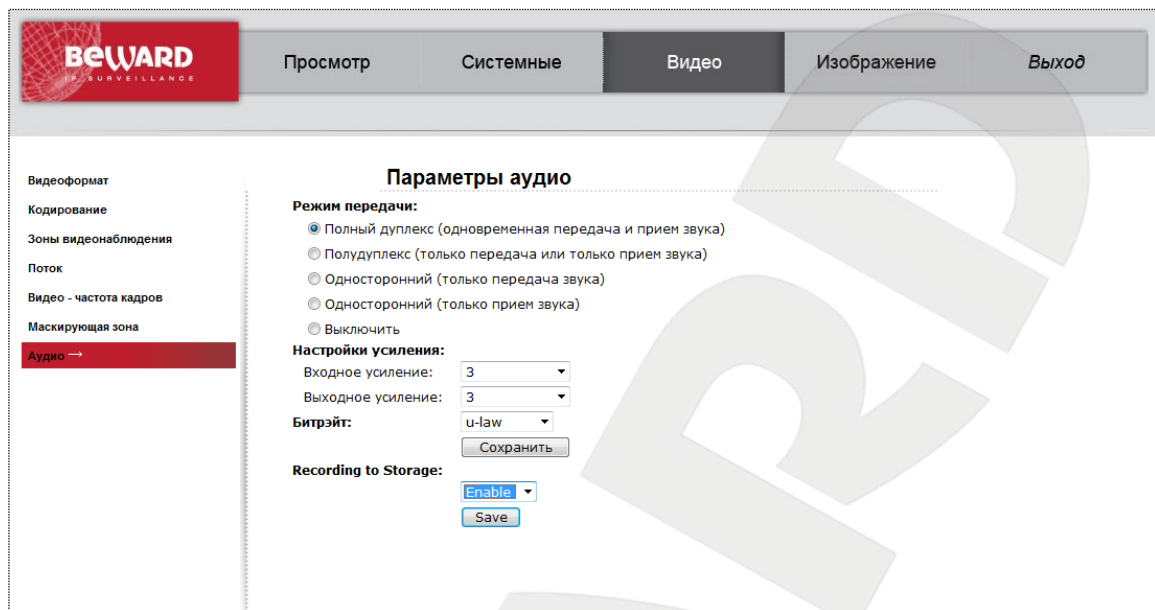 BEWARD
IP SURVEILLANCE
Просмотр
Системные
Видео
Изображение
Выход
Видеоформат
Кодирование
Зоны видеонаблюдения
Поток
Видео - частота кадров
Маскирующая зона
Аудио →
Параметры аудио
Режим передачи:
Полный дуплекс (одновременная передача и прием звука)
Полудуплекс (только передача или только прием звука)
Односторонний (только передача звука)
Односторонний (только прием звука)
Выключить
Настройки усиления:
Входное усиление: 3
Выходное усиление: 3
Битрэйт: u-law
Сохранить
Recording to Storage:
Enable
Save